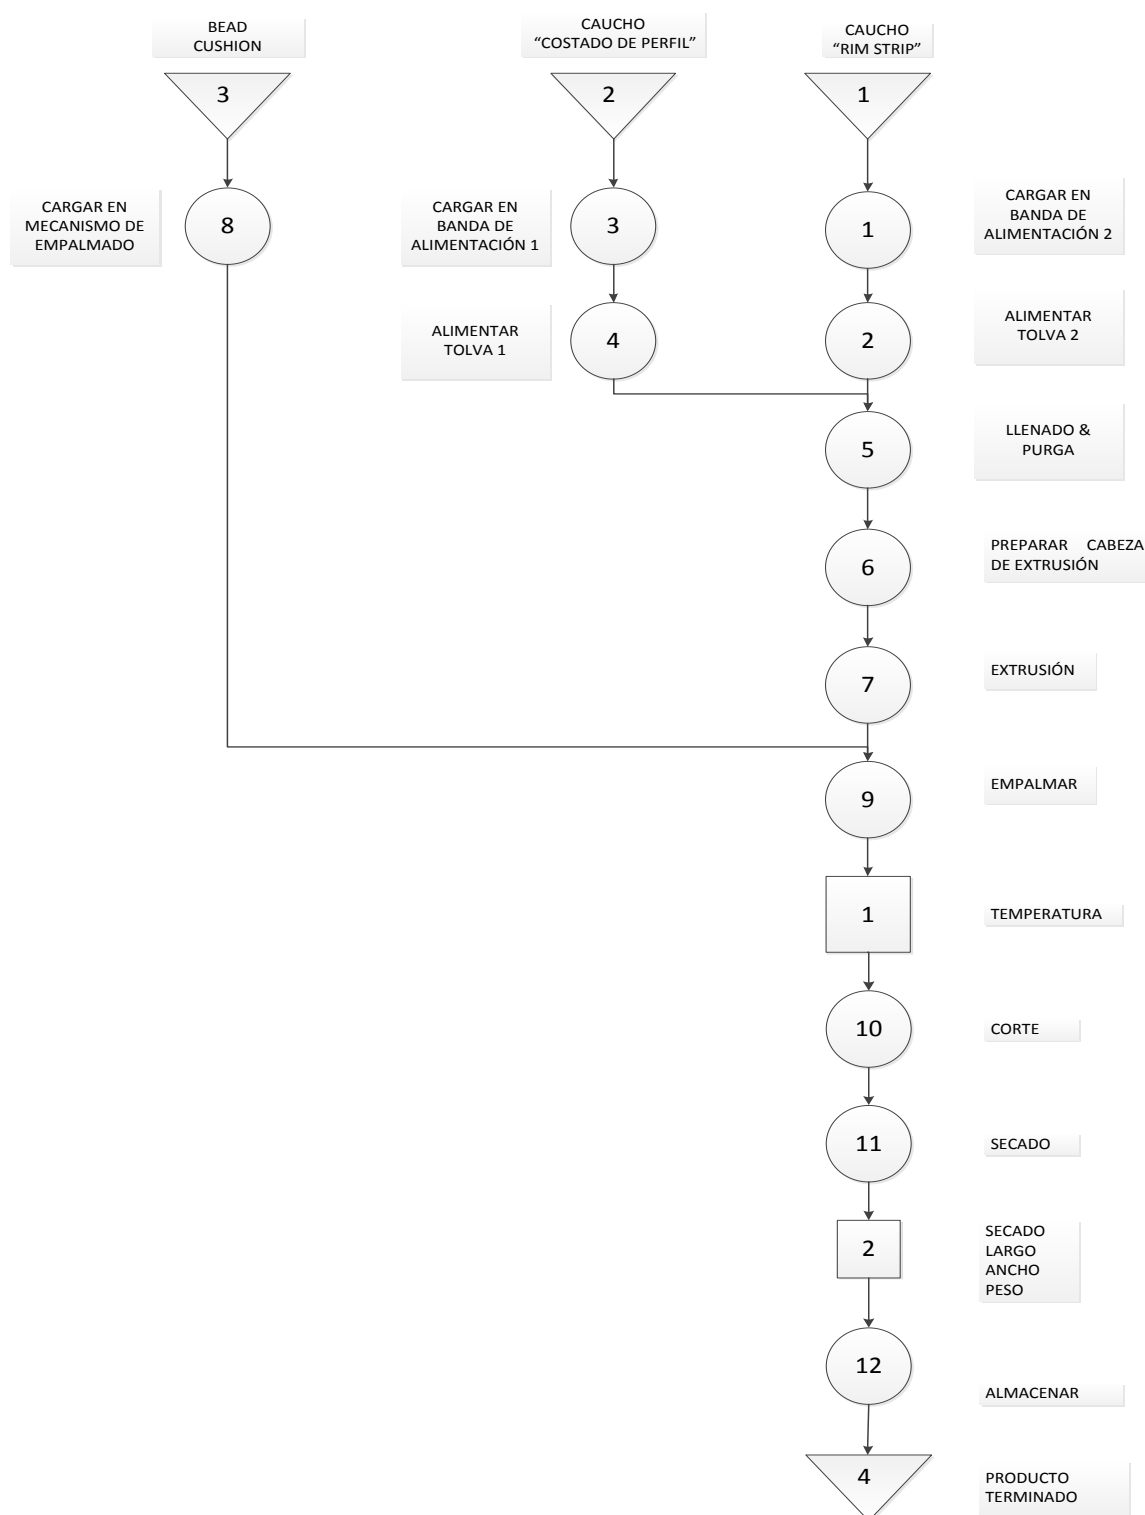 BEAD
CUSHION
CAUCHO
“COSTADO DE PERFIL”
CAUCHO
“RIM STRIP”
3
2
1
CARGAR EN
MECANISMO DE
EMPALMADO
8
CARGAR EN
BANDA DE
ALIMENTACIÓN 1
3
1
CARGAR EN
BANDA DE
ALIMENTACIÓN 2
ALIMENTAR
TOLVA 1
4
2
ALIMENTAR
TOLVA 2
5
LLENADO &
PURGA
6
PREPARAR CABEZA
DE EXTRUSIÓN
7
EXTRUSIÓN
9
EMPALMAR
1
TEMPERATURA
10
CORTE
11
SECADO
2
SECADO
LARGO
ANCHO
PESO
12
ALMACENAR
4
PRODUCTO
TERMINADO